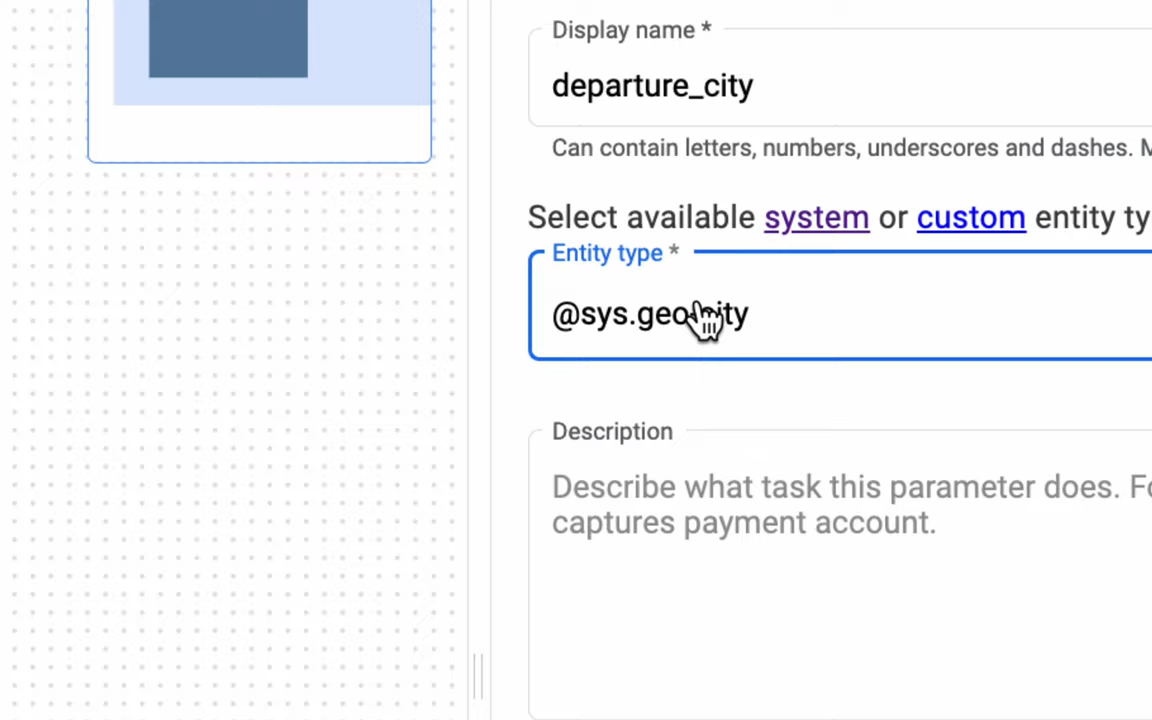 Display name *
departure_city
Can contain letters, numbers, underscores and dashes.
Select available system or custom entity
Entity type *
Description
Describe what task this parameter does.
captures payment account.